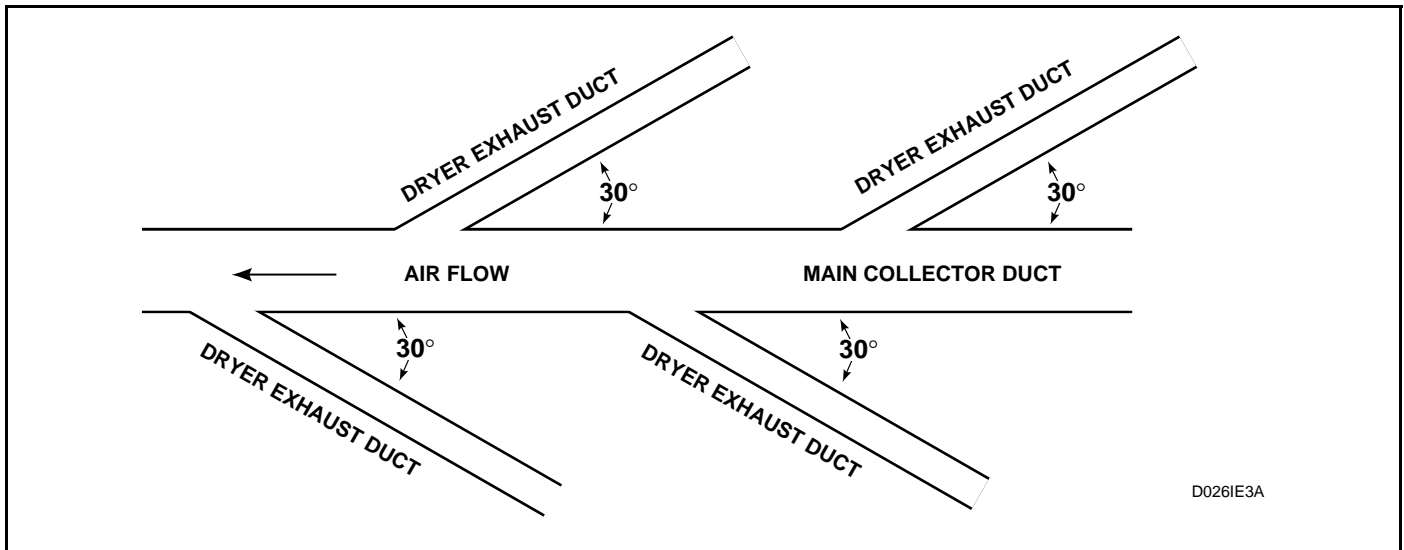 DRYER EXHAUST DUCT
DRYER EXHAUST DUCT
30°
30°
AIR FLOW
MAIN COLLECTOR DUCT
30°
30°
DRYER EXHAUST DUCT
DRYER EXHAUST DUCT
D026IE3A